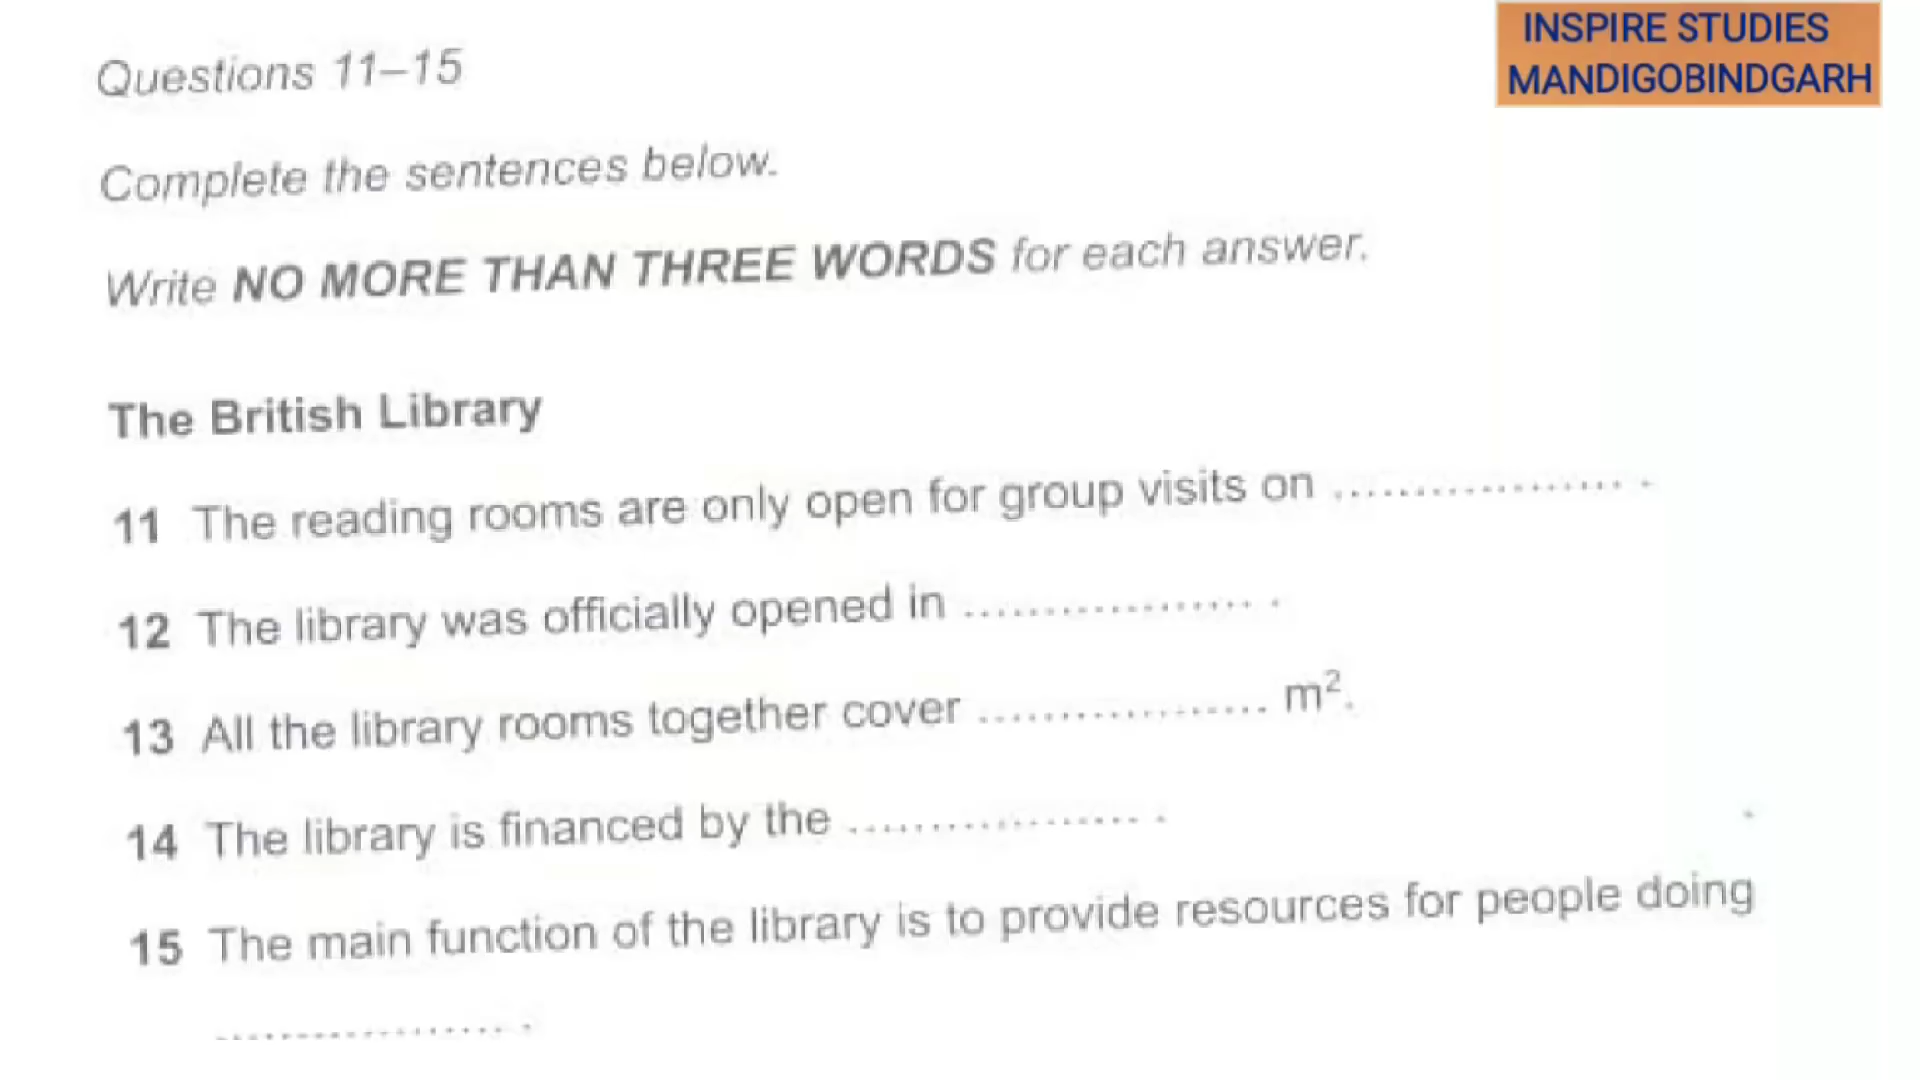 INSPIRE STUDIES
MANDIGOBINDGARH
Questions 11–15
Complete the sentences below.
Write NO MORE THAN THREE WORDS for each answer.
The British Library
11 The reading rooms are only open for group visits on .................. .
12 The library was officially opened in .................. .
13 All the library rooms together cover .................. m².
14 The library is financed by the .................. .
15 The main function of the library is to provide resources for people doing
.................. .